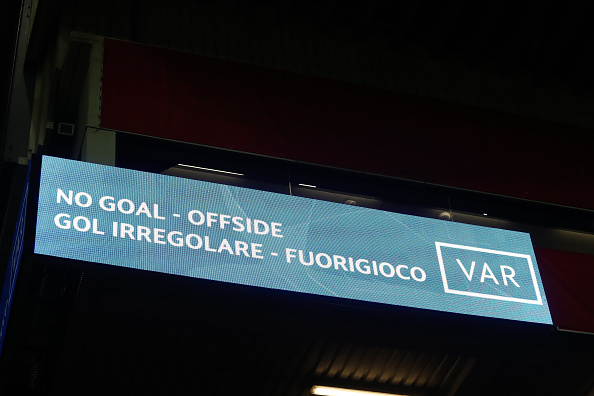 NO GOAL - OFFSIDE
GOL IRREGOLARE - FUORIGIOCO
VAR